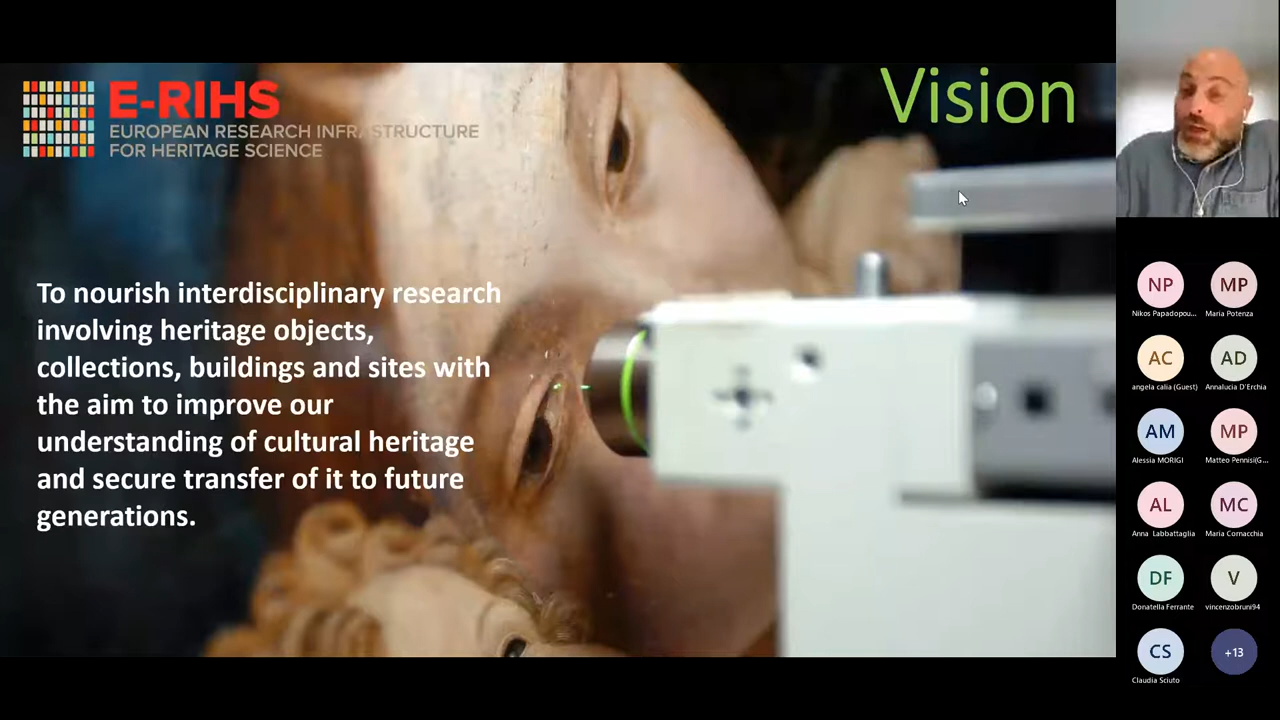 E-RIHS
EUROPEAN RESEARCH INFRASTRUCTURE
FOR HERITAGE SCIENCE
Vision
To nourish interdisciplinary research
involving heritage objects,
collections, buildings and sites with
the aim to improve our
understanding of cultural heritage
and secure transfer of it to future
generations.
NP
MP
Nikos Papadopou...
Maria Potenza
AC
AD
angela calia (Guest)
Annalucia D'Erchia
AM
MP
Alessia MORIGI
Matteo Pennisi(G...
AL
MC
Anna Labbattaglia
Maria Cornacchia
DF
V
Donatella Ferrante
vincenzobruni94
CS
+13
Claudia Sciuto